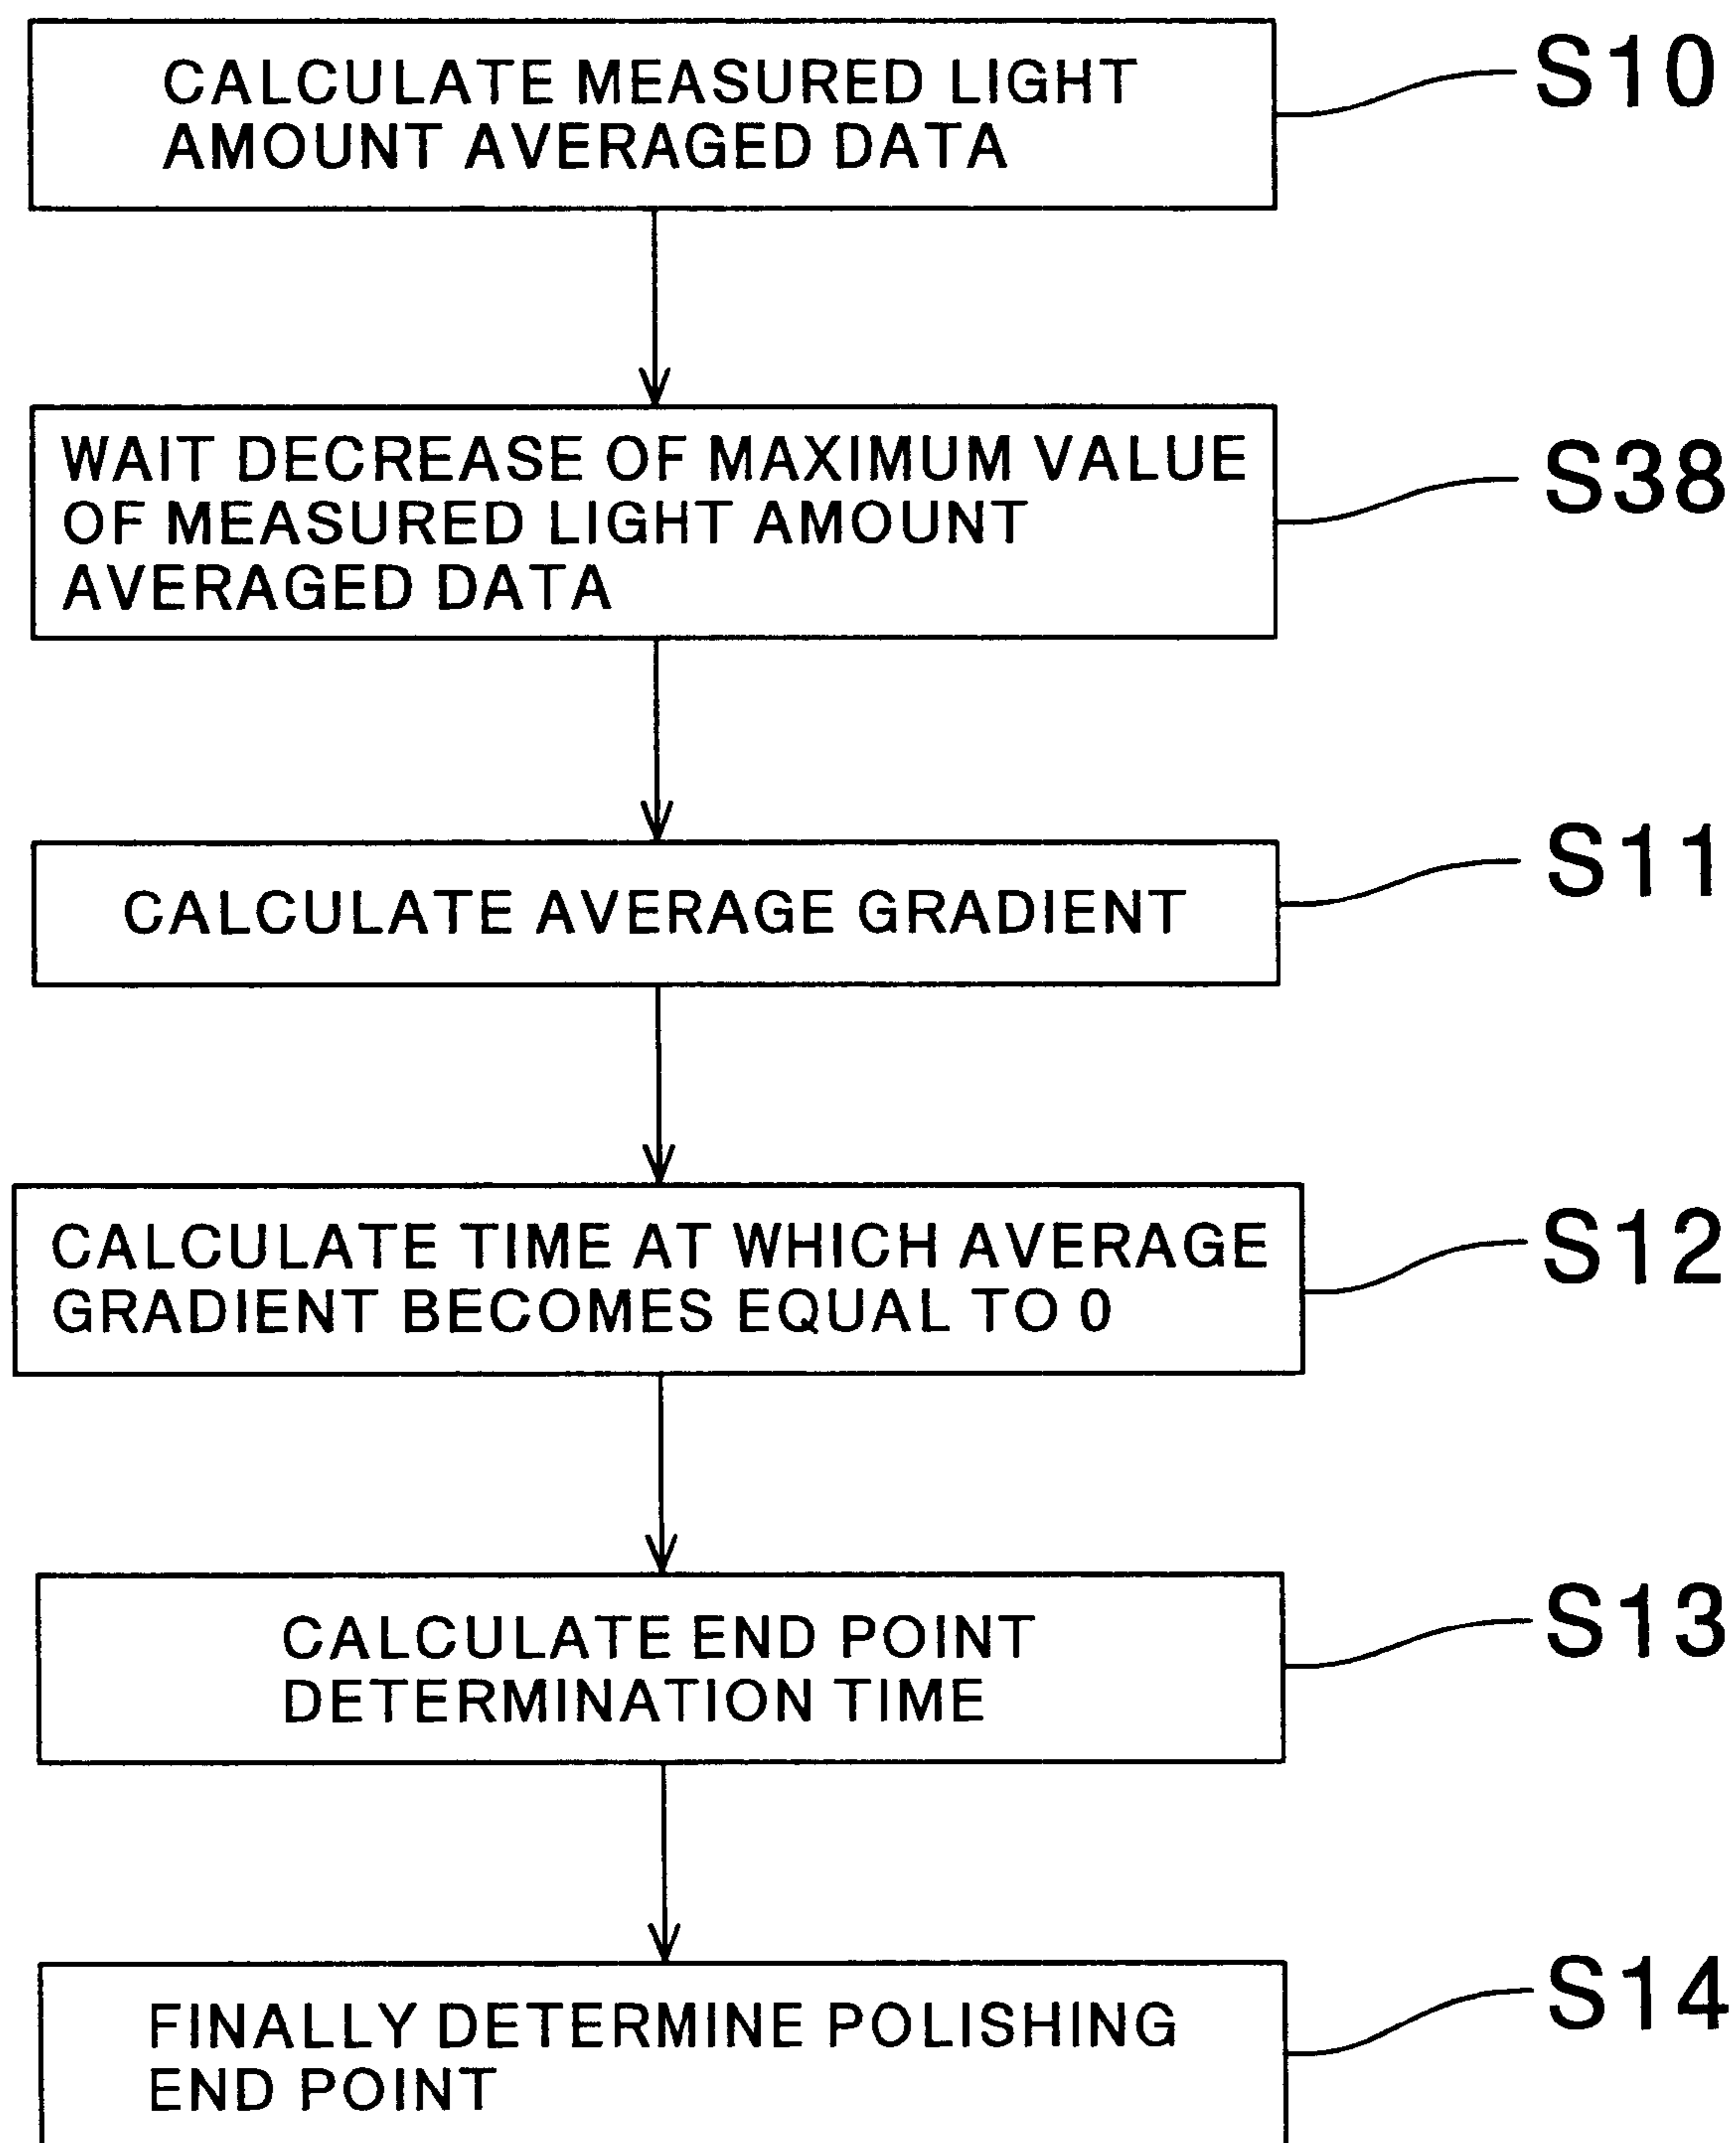 CALCULATE MEASURED LIGHT
AMOUNT AVERAGED DATA
S10
WAIT DECREASE OF MAXIMUM VALUE
OF MEASURED LIGHT AMOUNT
AVERAGED DATA
S38
CALCULATE AVERAGE GRADIENT
S11
CALCULATE TIME AT WHICH AVERAGE
GRADIENT BECOMES EQUAL TO 0
S12
CALCULATE END POINT
DETERMINATION TIME
S13
FINALLY DETERMINE POLISHING
END POINT
S14